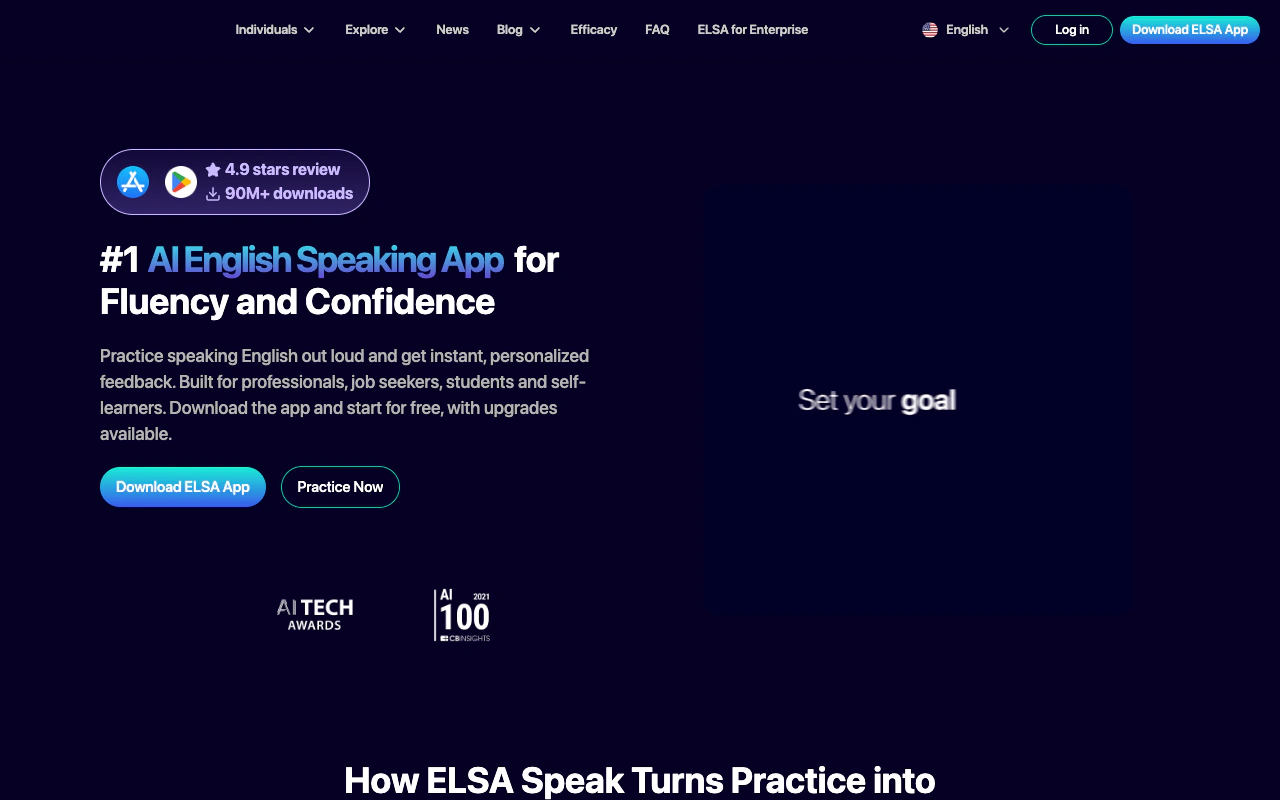 Individuals Explore News Blog Efficacy FAQ ELSA for Enterprise English Log in Download ELSA App
4.9 stars review
90M+ downloads
#1 AI English Speaking App for
Fluency and Confidence
Practice speaking English out loud and get instant, personalized
feedback. Built for professionals, job seekers, students and self-
learners. Download the app and start for free, with upgrades
available.
Download ELSA App Practice Now
Set your goal
AI TECH
AWARDS
AI 2021
100
CBINSIGHTS
How ELSA Speak Turns Practice into